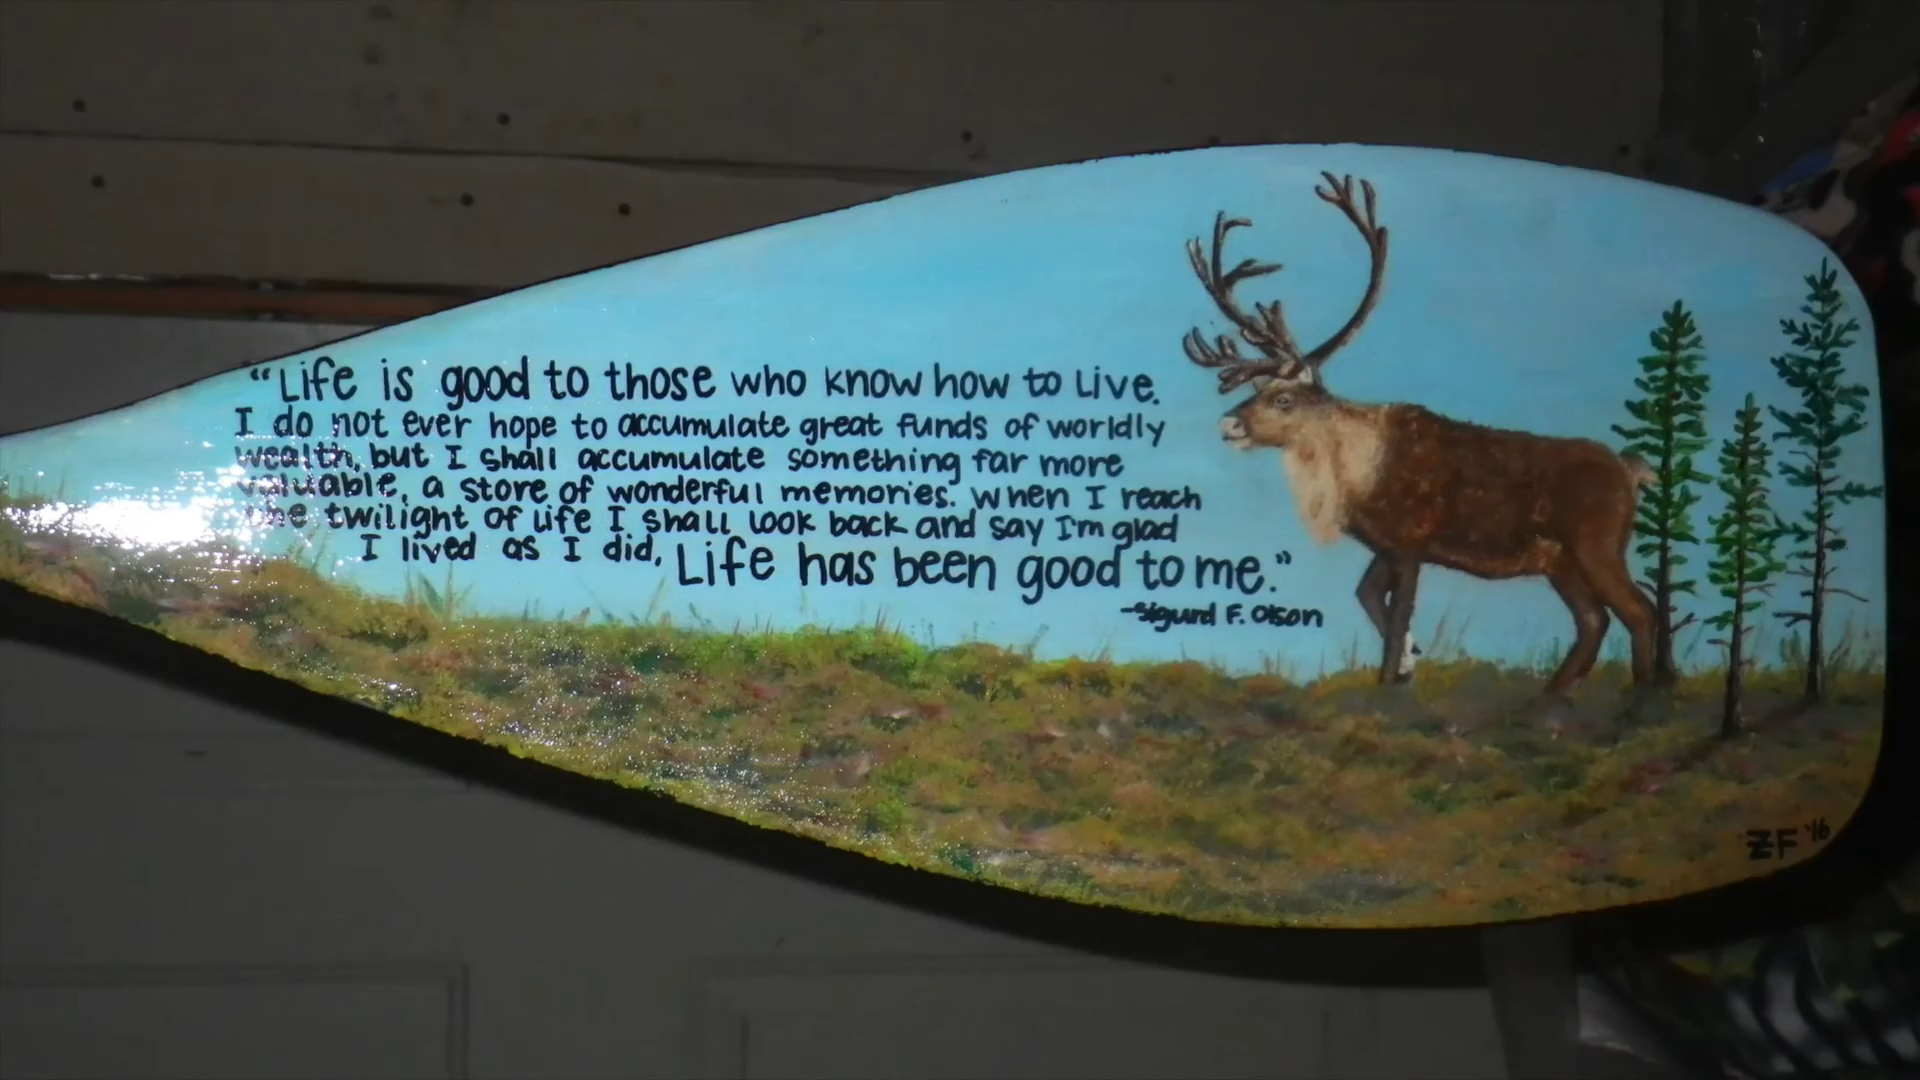 "Life is good to those who know how to live.
I do not ever hope to accumulate great funds of worldly
wealth, but I shall accumulate something far more
valuable, a store of wonderful memories. When I reach
the twilight of life I shall look back and say I'm glad
I lived as I did, Life has been good to me."
-Sigurd F. Olson
ZF '16